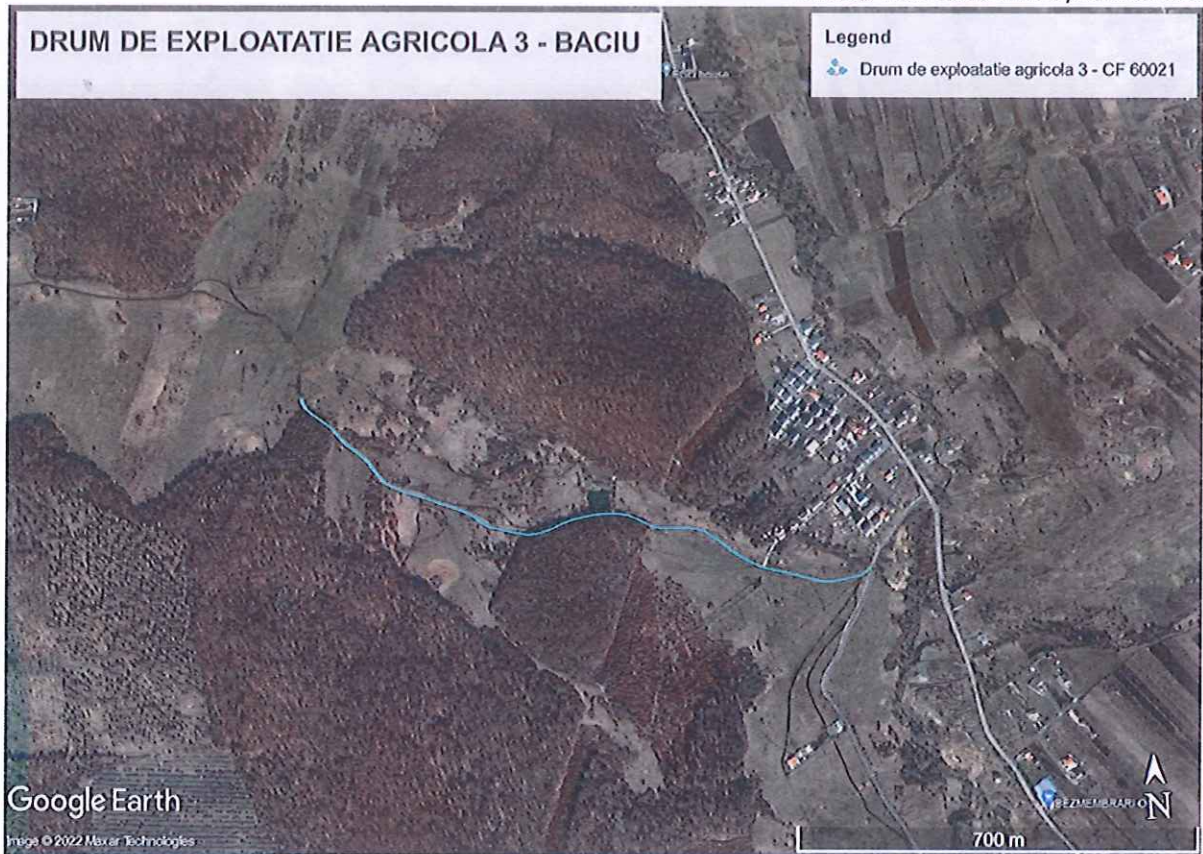 DRUM DE EXPLOATATIE AGRICOLA 3 - BACIU
Legend
Drum de exploatatie agricola 3 - CF 60021
BEZMEMBRARI O
N
Google Earth
Image © 2022 Maxar Technologies
700 m